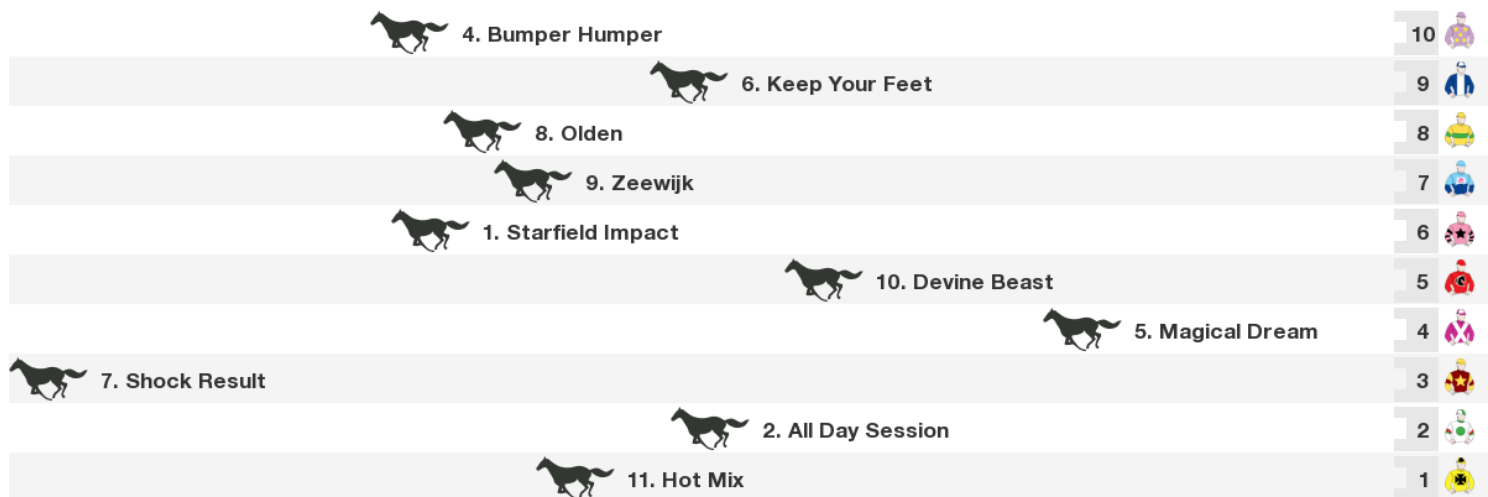 4. Bumper Humper 10
6. Keep Your Feet 9
8. Olden 8
9. Zeewijk 7
1. Starfield Impact 6
10. Devine Beast 5
5. Magical Dream 4
7. Shock Result 3
2. All Day Session 2
11. Hot Mix 1